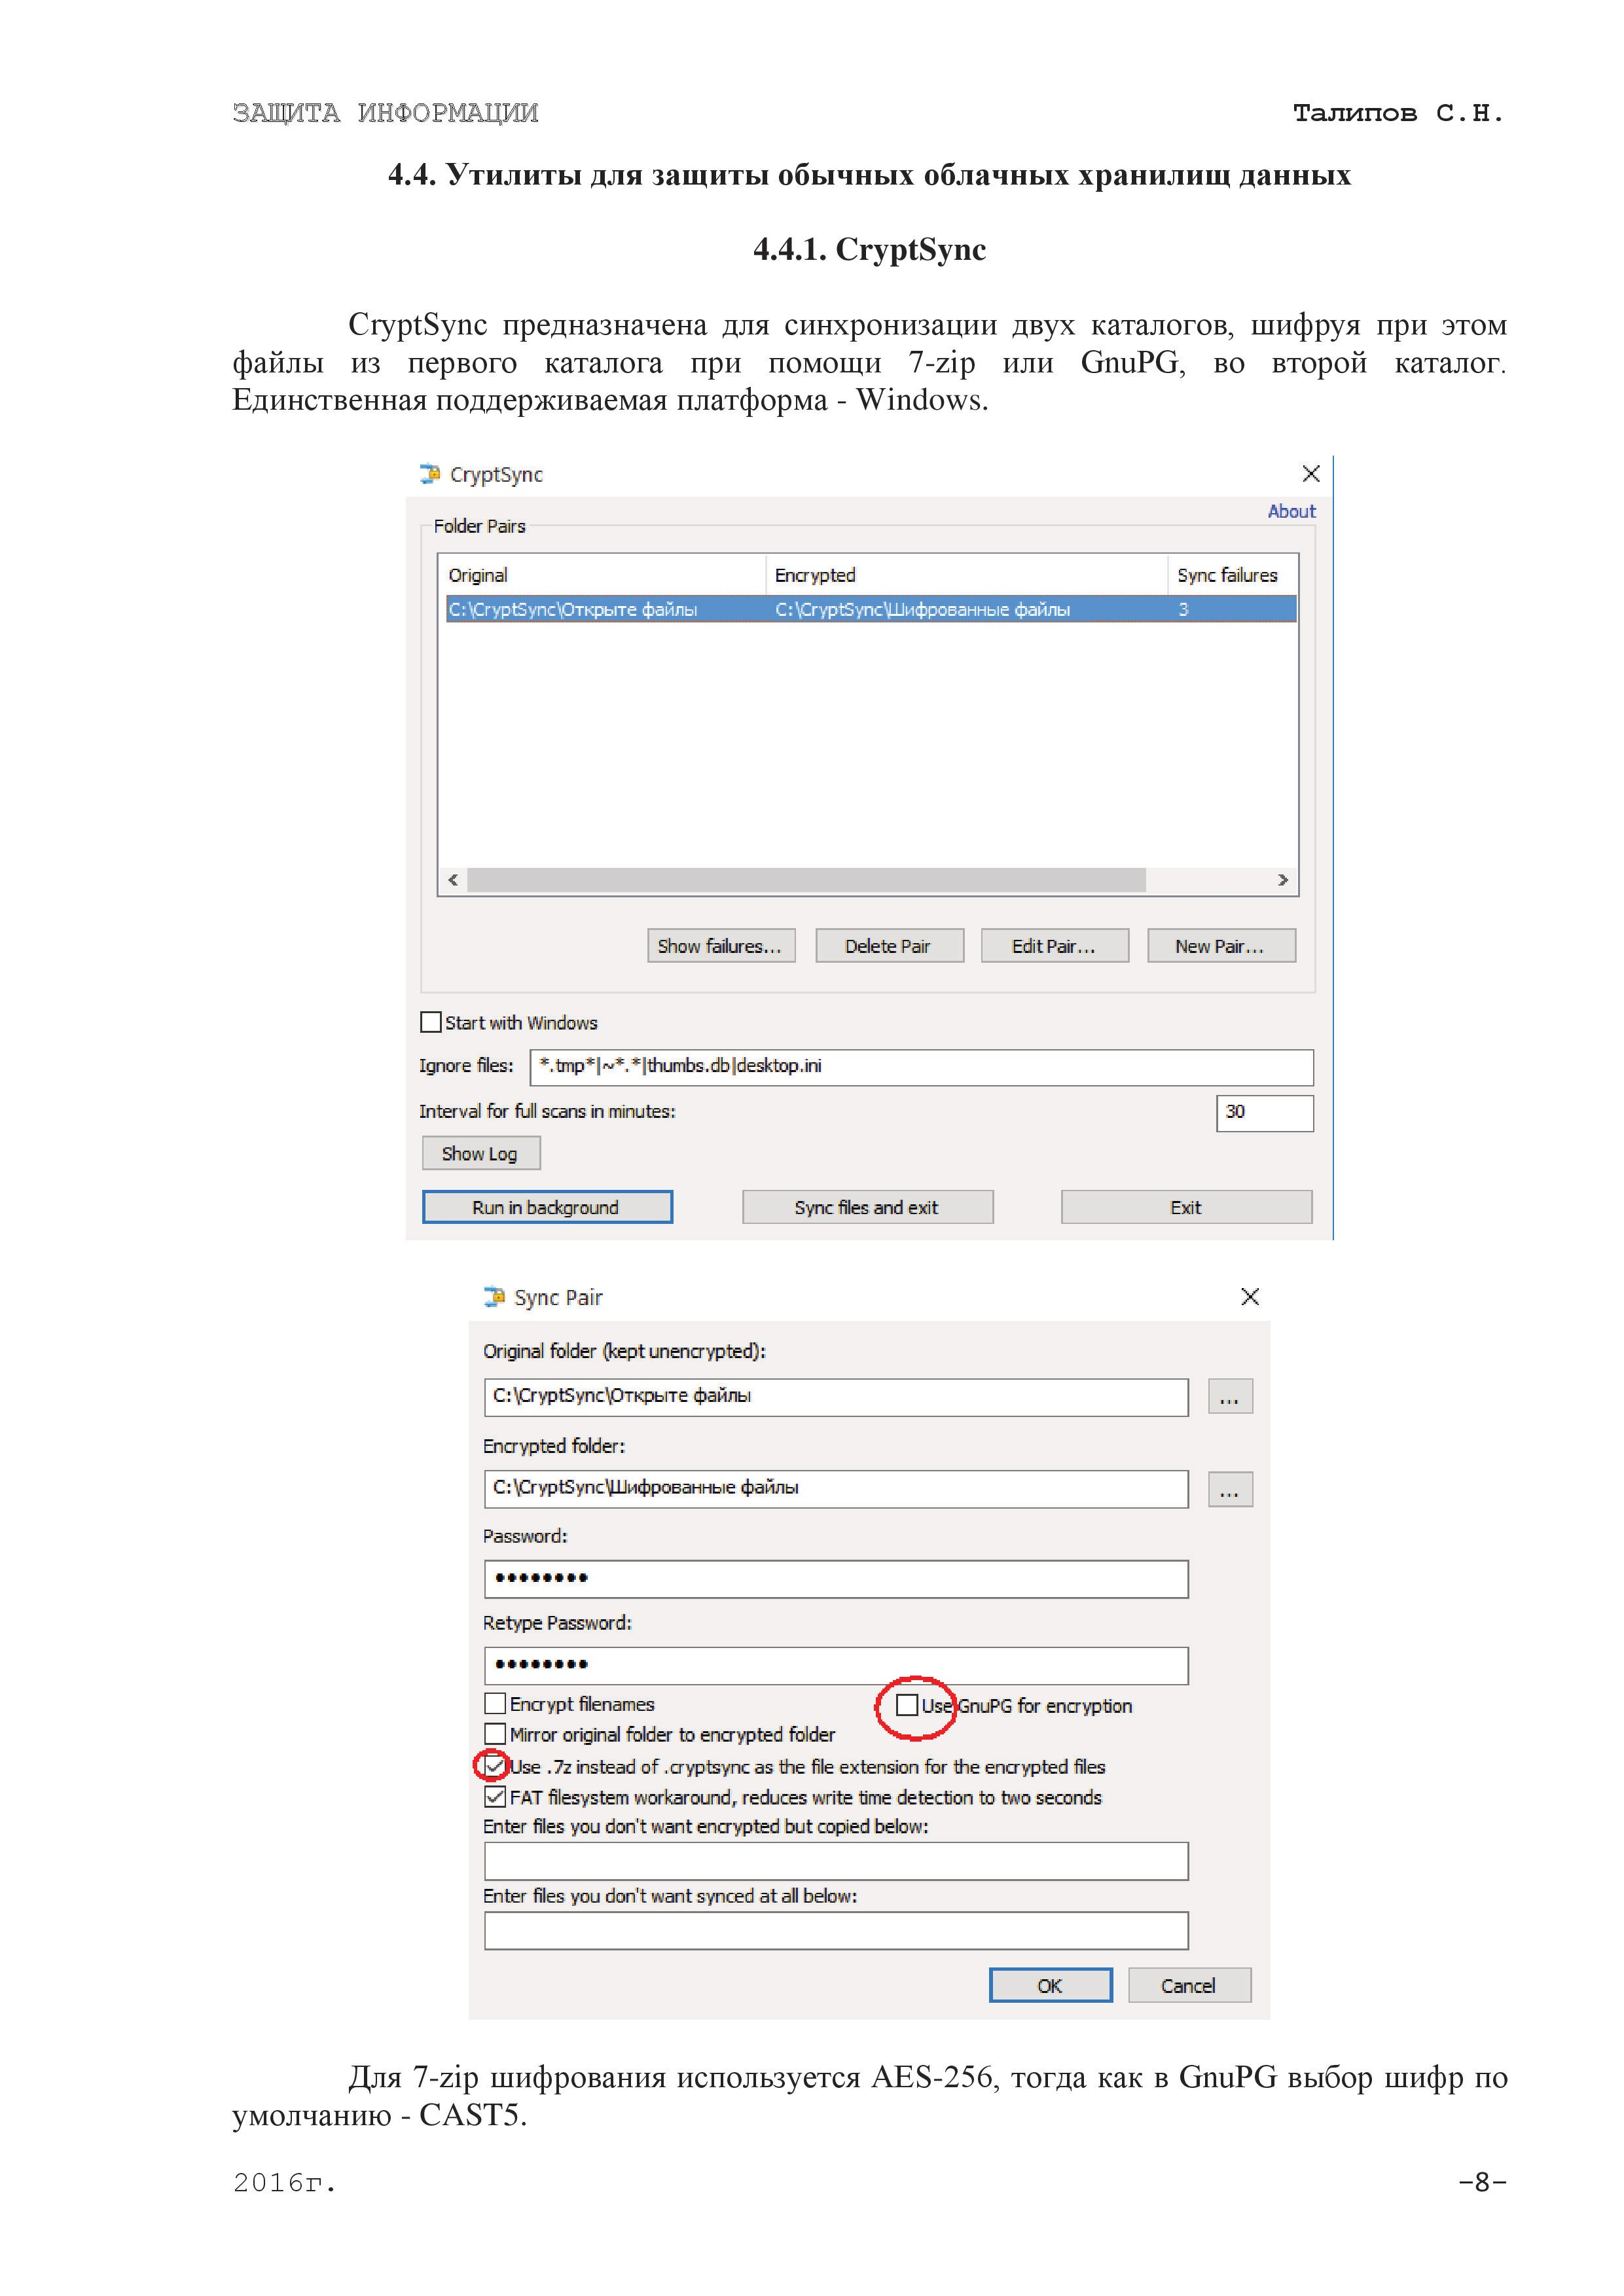 ЗАЩИТА ИНФОРМАЦИИ Талипов С.Н.
4.4. Утилиты для защиты обычных облачных хранилищ данных
4.4.1. CryptSync
CryptSync предназначена для синхронизации двух каталогов, шифруя при этом
файлы из первого каталога при помощи 7-zip или GnuPG, во второй каталог.
Единственная поддерживаемая платформа - Windows.
CryptSync
About
Folder Pairs
Original Encrypted Sync failures
C:\CryptSync\Открыте файлы C:\CryptSync\Шифрованные файлы 3
Show failures... Delete Pair Edit Pair... New Pair...
Start with Windows
Ignore files: *.tmp*|~*.*|thumbs.db|desktop.ini
Interval for full scans in minutes: 30
Show Log
Run in background Sync files and exit Exit
Sync Pair
Original folder (kept unencrypted):
C:\CryptSync\Открыте файлы ...
Encrypted folder:
C:\CryptSync\Шифрованные файлы ...
Password:
••••••••
Retype Password:
••••••••
Encrypt filenames Use GnuPG for encryption
Mirror original folder to encrypted folder
Use .7z instead of .cryptsync as the file extension for the encrypted files
FAT filesystem workaround, reduces write time detection to two seconds
Enter files you don't want encrypted but copied below:
Enter files you don't want synced at all below:
OK Cancel
Для 7-zip шифрования используется AES-256, тогда как в GnuPG выбор шифр по
умолчанию - CAST5.
2016г. -8-